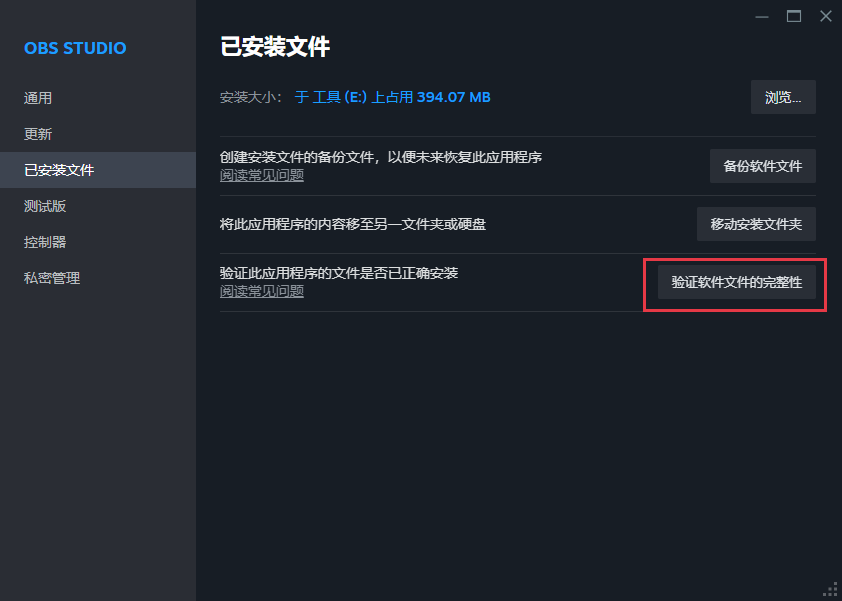 OBS STUDIO
通用
更新
已安装文件
测试版
控制器
私密管理
已安装文件
安装大小： 于 工具 (E:) 上占用 394.07 MB
浏览...
创建安装文件的备份文件，以便未来恢复此应用程序
阅读常见问题
备份软件文件
将此应用程序的内容移至另一文件夹或硬盘
移动安装文件夹
验证此应用程序的文件是否已正确安装
阅读常见问题
验证软件文件的完整性